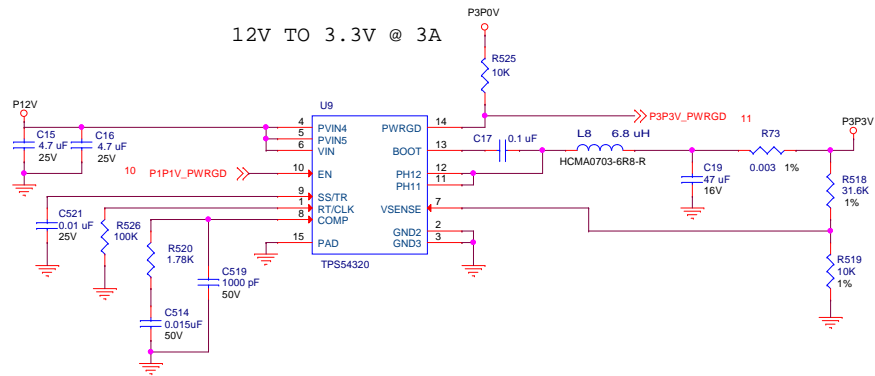 12V TO 3.3V @ 3A
P3P0V
R525
10K
U9
P12V
4 PVIN4 PWRGD 14
P3P3V_PWRGD 11
5 PVIN5
6 VIN
C15
4.7 uF
25V
C16
4.7 uF
25V
BOOT 13
C17 0.1 uF
L8 6.8 uH
HCMA0703-6R8-R
R73
0.003 1%
P3P3V
10 P1P1V_PWRGD
10 EN PH12 12
PH11 11
C19
47 uF
16V
R518
31.6K
1%
9 SS/TR
1 RT/CLK VSENSE 7
8 COMP
C521
0.01 uF
25V
R526
100K
R520
1.78K
GND2 2
15 PAD GND3 3
TPS54320
C519
1000 pF
50V
R519
10K
1%
C514
0.015uF
50V